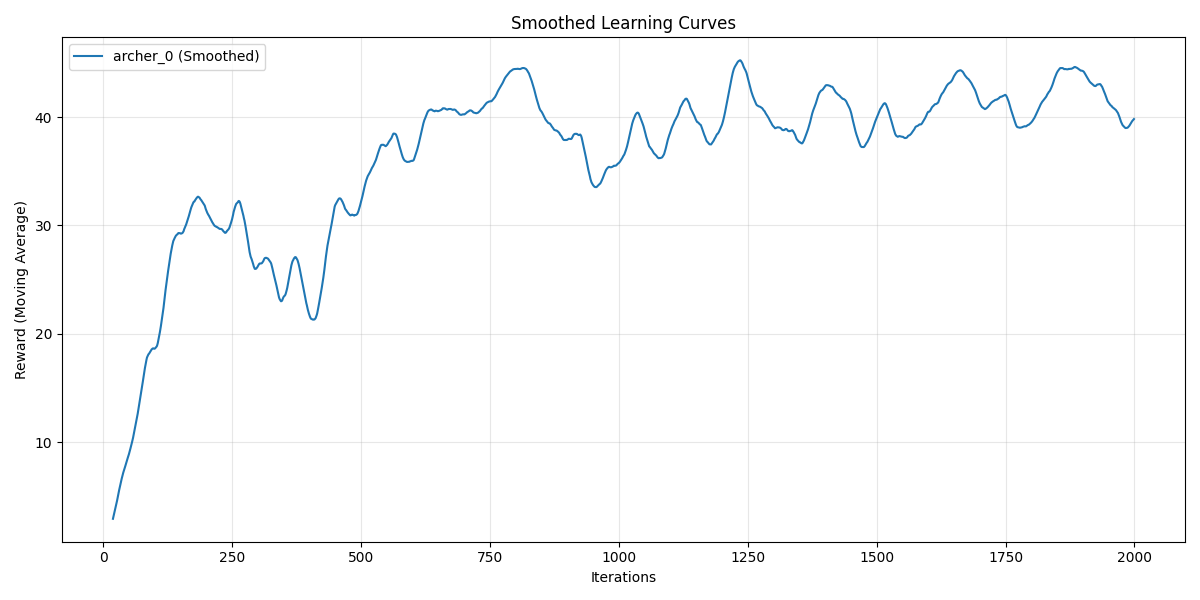 Smoothed Learning Curves
archer_0 (Smoothed)
Reward (Moving Average)
40
30
20
10
0 250 500 750 1000 1250 1500 1750 2000
Iterations